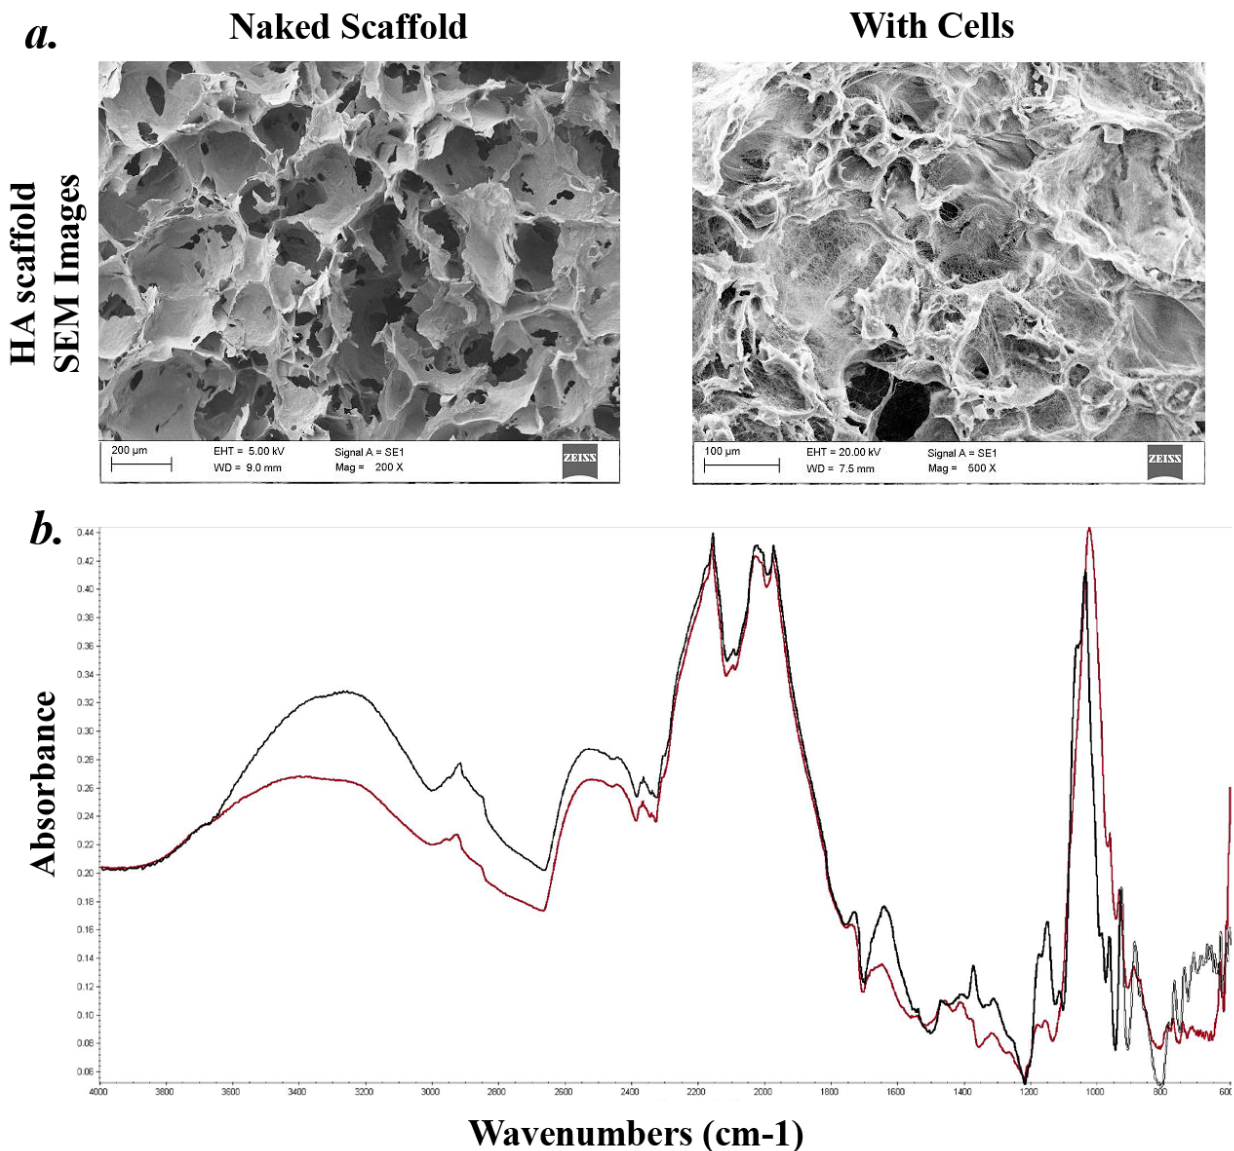 a.
Naked Scaffold
With Cells
HA scaffold
SEM Images
200 µm
EHT = 5.00 kV
WD = 9.0 mm
Signal A = SE1
Mag = 200 X
ZEISS
100 µm
EHT = 20.00 kV
WD = 7.5 mm
Signal A = SE1
Mag = 500 X
ZEISS
b.
Absorbance
0.44
0.42
0.40
0.38
0.36
0.34
0.32
0.30
0.28
0.26
0.24
0.22
0.20
0.18
0.16
0.14
0.12
0.10
0.08
0.06
4000 3800 3600 3400 3200 3000 2800 2600 2400 2200 2000 1800 1600 1400 1200 1000 800 600
Wavenumbers (cm-1)